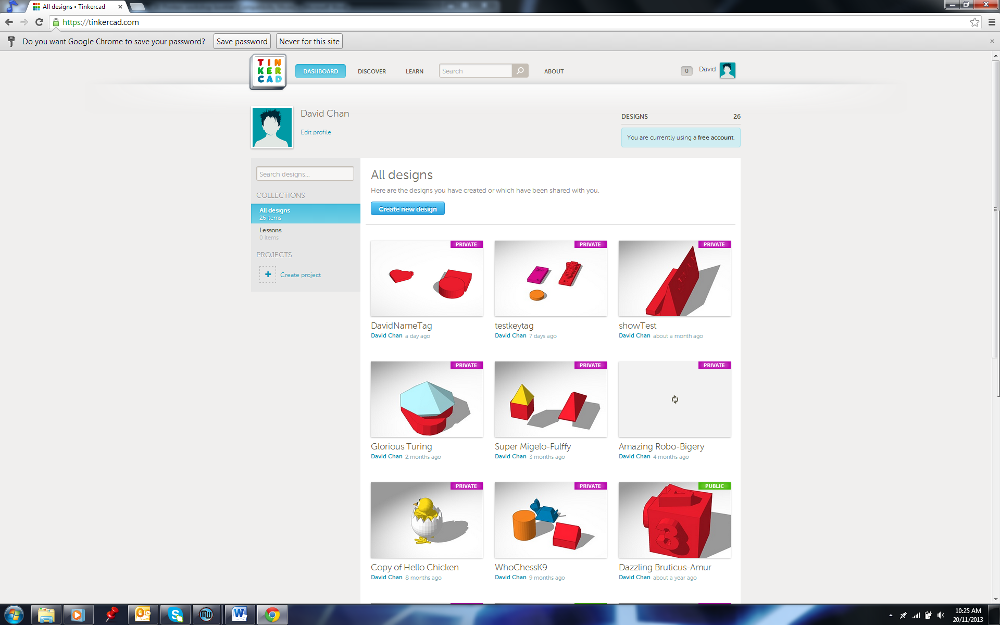 All designs • Tinkercad
https://tinkercad.com
Do you want Google Chrome to save your password? Save password Never for this site
TINKERCAD
DASHBOARD DISCOVER LEARN Search ABOUT 0 David
David Chan
Edit profile
DESIGNS 26
You are currently using a free account.
Search designs...
COLLECTIONS
All designs
26 items
Lessons
0 items
PROJECTS
+ Create project
All designs
Here are the designs you have created or which have been shared with you.
Create new design
PRIVATE PRIVATE PRIVATE
DavidNameTag testkeytag showTest
David Chan a day ago David Chan 7 days ago David Chan about a month ago
PRIVATE PRIVATE PRIVATE
Glorious Turing Super Migelo-Fulffy Amazing Robo-Bigery
David Chan 2 months ago David Chan 3 months ago David Chan 4 months ago
PRIVATE PRIVATE PUBLIC
3
Copy of Hello Chicken WhoChessK9 Dazzling Bruticus-Amur
David Chan 8 months ago David Chan 9 months ago David Chan about a year ago
10:25 AM
20/11/2013